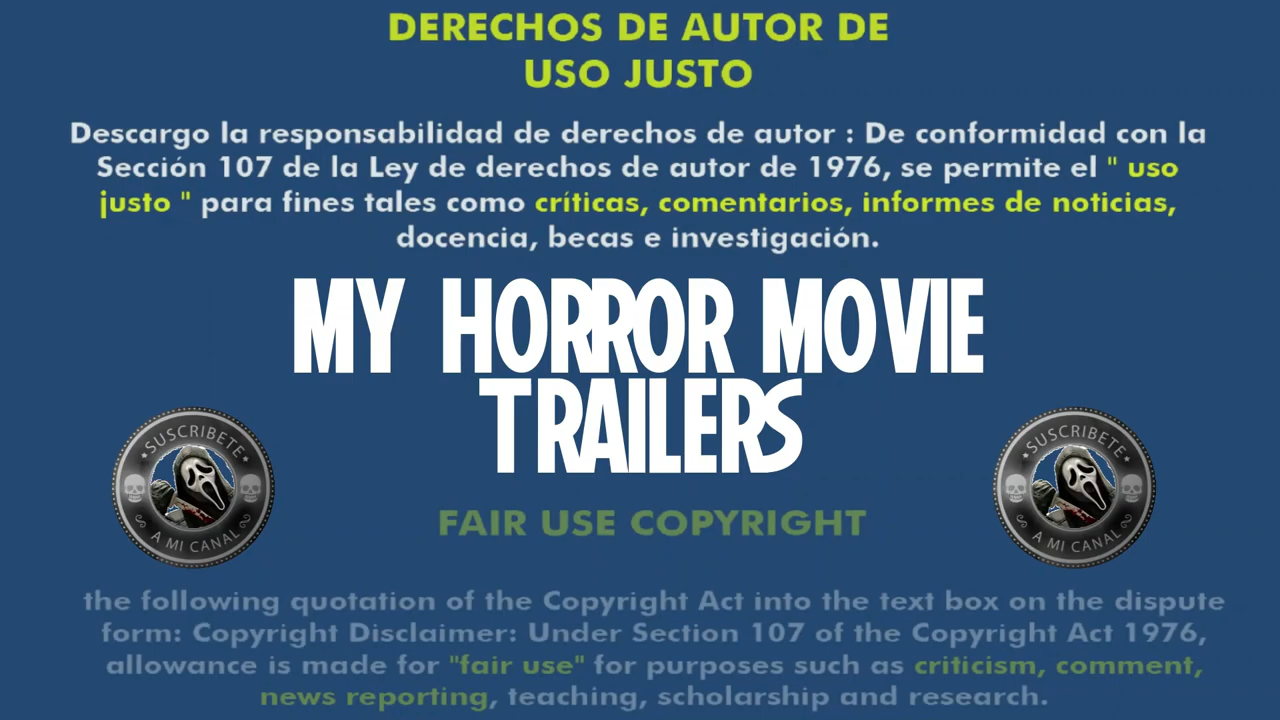 DERECHOS DE AUTOR DE
USO JUSTO
Descargo la responsabilidad de derechos de autor : De conformidad con la
Sección 107 de la Ley de derechos de autor de 1976, se permite el " uso
justo " para fines tales como críticas, comentarios, informes de noticias,
docencia, becas e investigación.
MY HORROR MOVIE
TRAILERS
SUSCRIBETE
A MI CANAL
SUSCRIBETE
A MI CANAL
FAIR USE COPYRIGHT
the following quotation of the Copyright Act into the text box on the dispute
form: Copyright Disclaimer: Under Section 107 of the Copyright Act 1976,
allowance is made for "fair use" for purposes such as criticism, comment,
news reporting, teaching, scholarship and research.